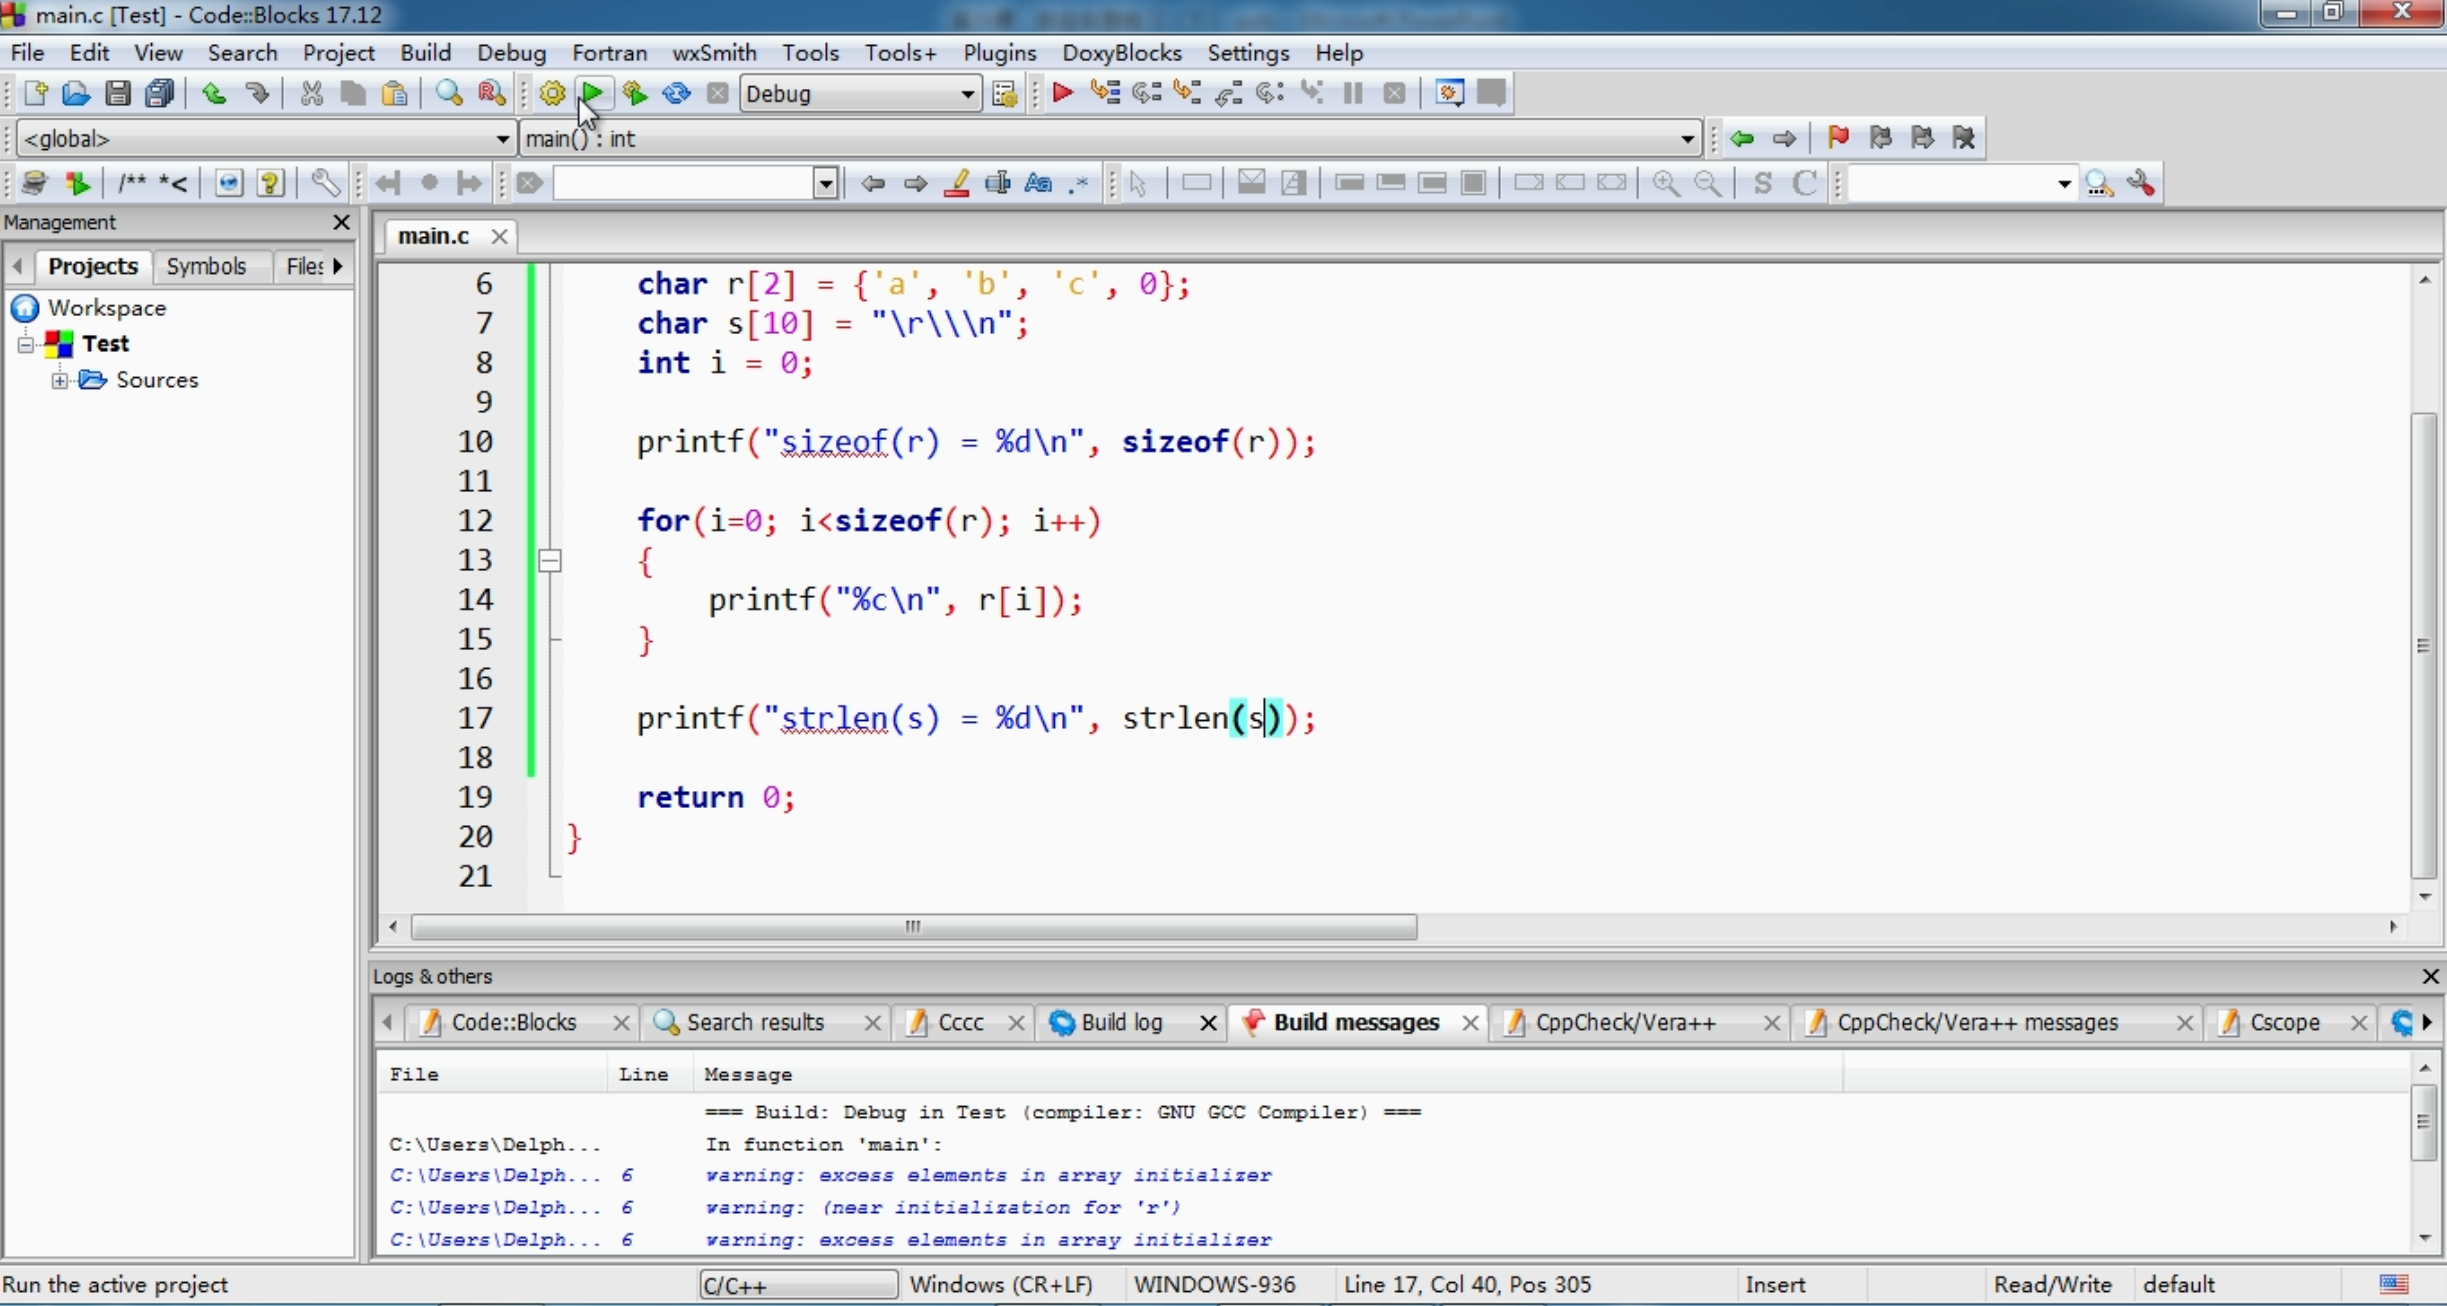 main.c [Test] - Code::Blocks 17.12
File Edit View Search Project Build Debug Fortran wxSmith Tools Tools+ Plugins DoxyBlocks Settings Help
Debug
<global> main() : int
/** *<
S C
Management
main.c
Projects Symbols Files
Workspace
Test
Sources
6 char r[2] = {'a', 'b', 'c', 0};
7 char s[10] = "\r\\\n";
8 int i = 0;
9
10 printf("sizeof(r) = %d\n", sizeof(r));
11
12 for(i=0; i<sizeof(r); i++)
13 {
14 printf("%c\n", r[i]);
15 }
16
17 printf("strlen(s) = %d\n", strlen(s));
18
19 return 0;
20 }
21
Logs & others
Code::Blocks Search results Cccc Build log Build messages CppCheck/Vera++ CppCheck/Vera++ messages Cscope
File Line Message
=== Build: Debug in Test (compiler: GNU GCC Compiler) ===
C:\Users\Delph... In function 'main':
C:\Users\Delph... 6 warning: excess elements in array initializer
C:\Users\Delph... 6 warning: (near initialization for 'r')
C:\Users\Delph... 6 warning: excess elements in array initializer
Run the active project C/C++ Windows (CR+LF) WINDOWS-936 Line 17, Col 40, Pos 305 Insert Read/Write default